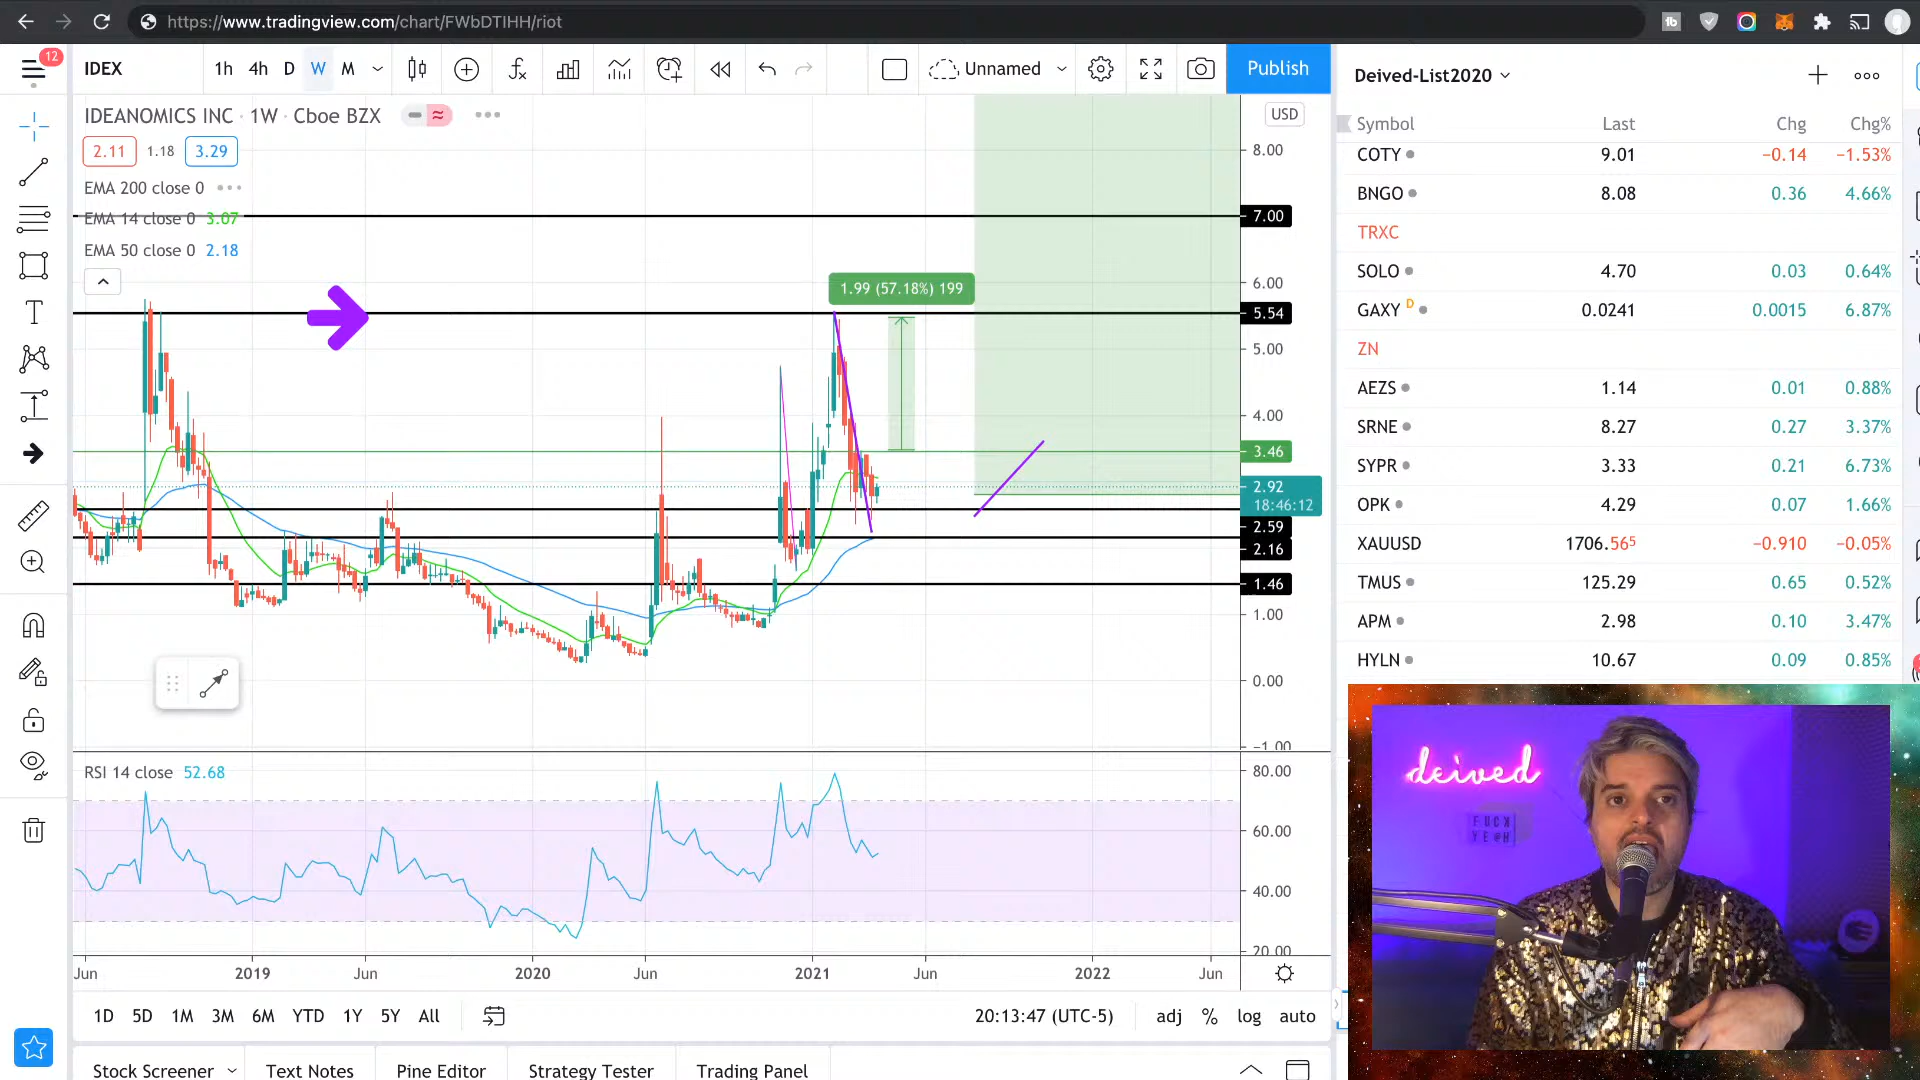 https://www.tradingview.com/chart/FWbDTIHH/riot
12
IDEX
1h 4h D W M
Unnamed
Publish
IDEANOMICS INC · 1W · Cboe BZX
2.11 1.18 3.29
EMA 200 close 0
EMA 14 close 0 3.07
EMA 50 close 0 2.18
USD
8.00
7.00
6.00
5.54
5.00
4.00
3.46
2.92
18:46:12
2.59
2.16
1.46
1.00
0.00
−1.00
1.99 (57.18%) 199
RSI 14 close 52.68
80.00
60.00
40.00
20.00
Jun 2019 Jun 2020 Jun 2021 Jun 2022 Jun
1D 5D 1M 3M 6M YTD 1Y 5Y All
20:13:47 (UTC-5) adj % log auto
Stock Screener Text Notes Pine Editor Strategy Tester Trading Panel
Deived-List2020
Symbol Last Chg Chg%
COTY 9.01 −0.14 −1.53%
BNGO 8.08 0.36 4.66%
TRXC
SOLO 4.70 0.03 0.64%
GAXY D 0.0241 0.0015 6.87%
ZN
AEZS 1.14 0.01 0.88%
SRNE 8.27 0.27 3.37%
SYPR 3.33 0.21 6.73%
OPK 4.29 0.07 1.66%
XAUUSD 1706.565 −0.910 −0.05%
TMUS 125.29 0.65 0.52%
APM 2.98 0.10 3.47%
HYLN 10.67 0.09 0.85%
deived
FUCK
YE@H